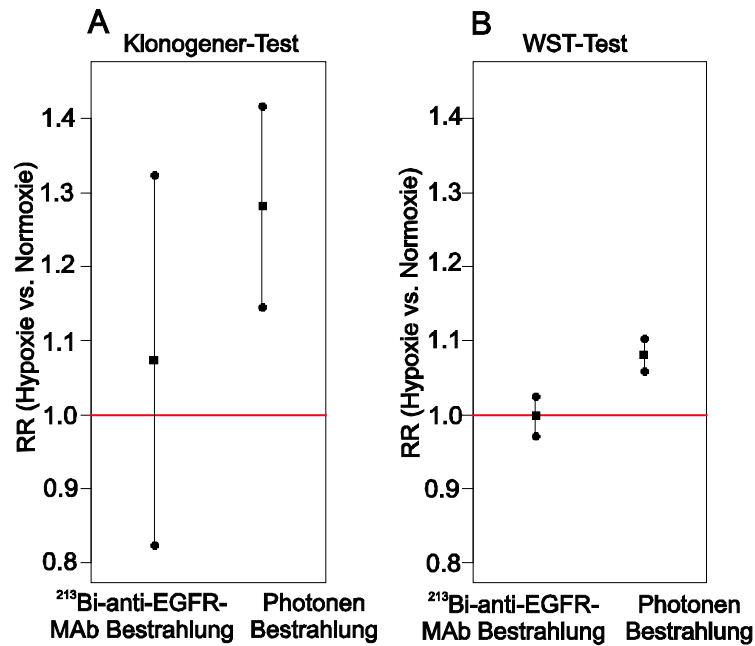 A
Klonogener-Test
RR (Hypoxie vs. Normoxie)
1.4
1.3
1.2
1.1
1.0
0.9
0.8
²¹³Bi-anti-EGFR-
MAb Bestrahlung
Photonen
Bestrahlung
B
WST-Test
RR (Hypoxie vs. Normoxie)
1.4
1.3
1.2
1.1
1.0
0.9
0.8
²¹³Bi-anti-EGFR-
MAb Bestrahlung
Photonen
Bestrahlung